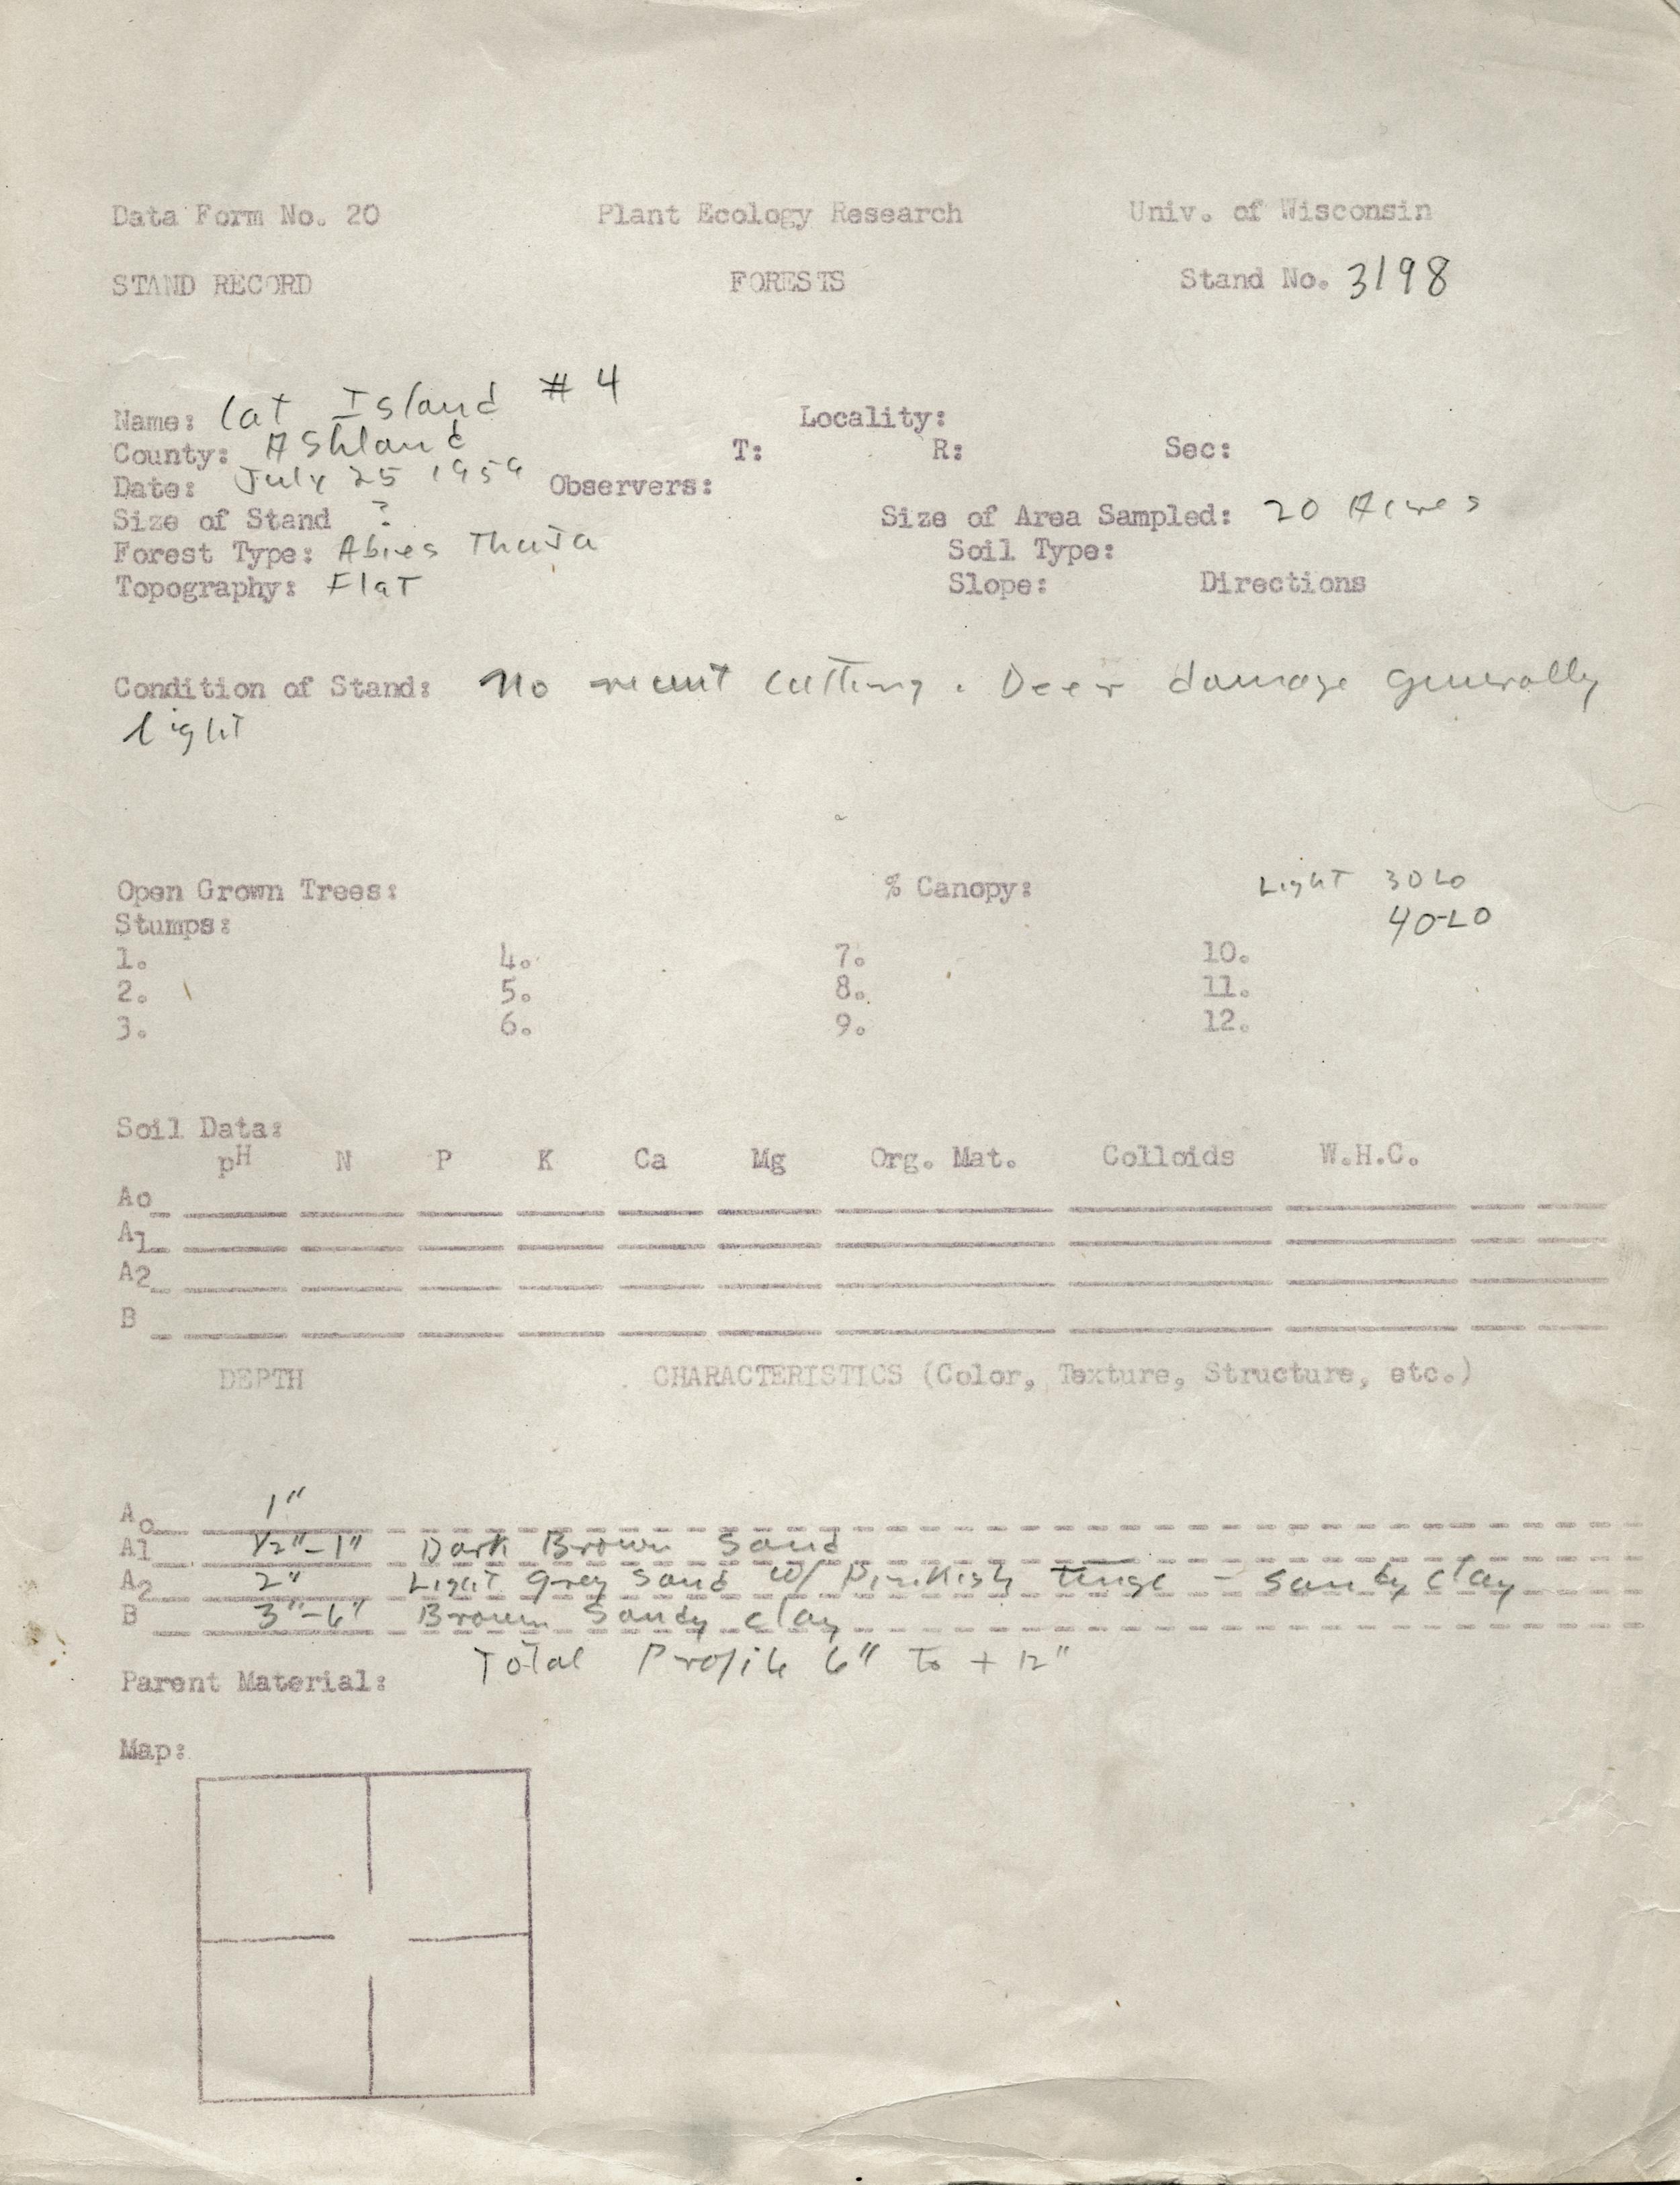 Data Form No. 20 Plant Ecology Research Univ. of Wisconsin
STAND RECORD FORESTS Stand No. 3198
Name: Cat Island # 4 Locality:
County: Ashland T: R: Sec:
Date: July 25 1959 Observers:
Size of Stand ? Size of Area Sampled: 20 Acres
Forest Type: Abies Thuja Soil Type:
Topography: Flat Slope: Directions
Condition of Stand: No recent cutting. Deer damage generally
light
Open Grown Trees: % Canopy: Light
Stumps:
1. 4. 7. 10.
2. 5. 8. 11.
3. 6. 9. 12.
Soil Data:
pH N P K Ca Mg Org. Mat. Colloids W.H.C.
Ao
A1
A2
B
DEPTH CHARACTERISTICS (Color, Texture, Structure, etc.)
Ao 1"
A1 1/2"-1" Dark Brown Sand
A2 2" Light grey sand w/ Pinkish tinge - sandy clay
B 3"-6" Brown Sandy clay
Total Profile 6" to + 12"
Parent Material:
Map: